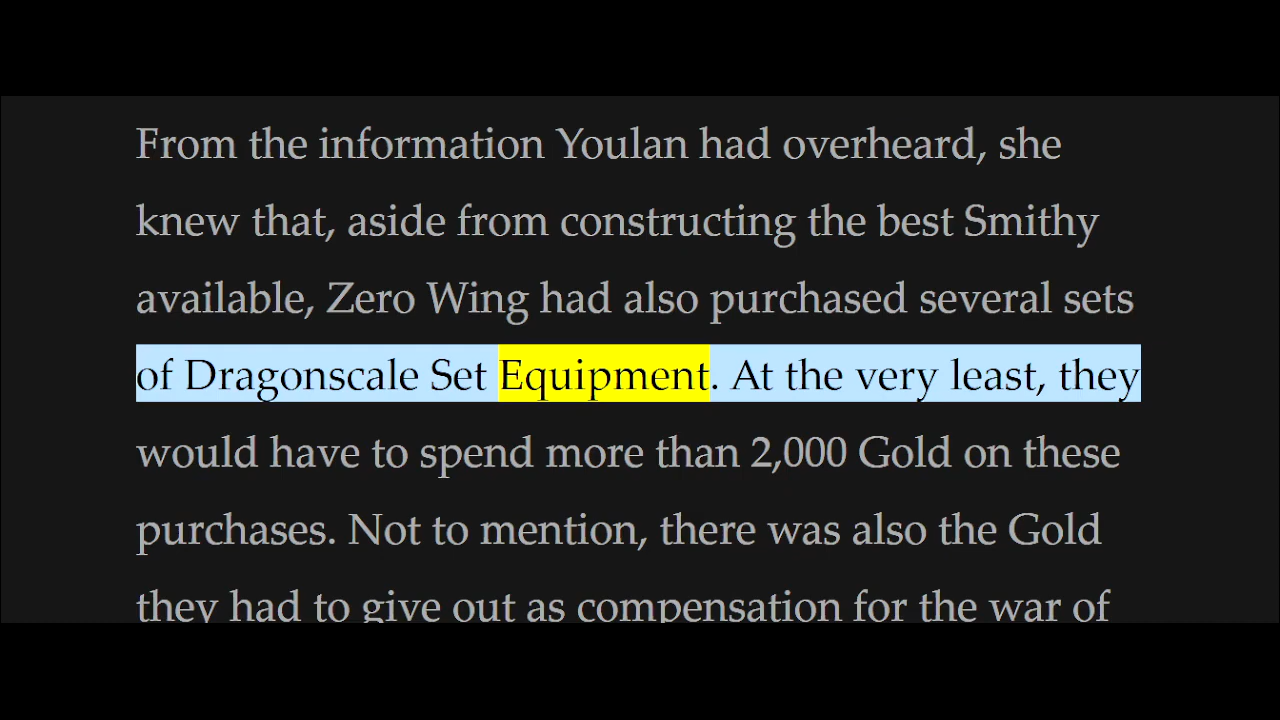 From the information Youlan had overheard, she
knew that, aside from constructing the best Smithy
available, Zero Wing had also purchased several sets
of Dragonscale Set Equipment. At the very least, they
would have to spend more than 2,000 Gold on these
purchases. Not to mention, there was also the Gold
they had to give out as compensation for the war of